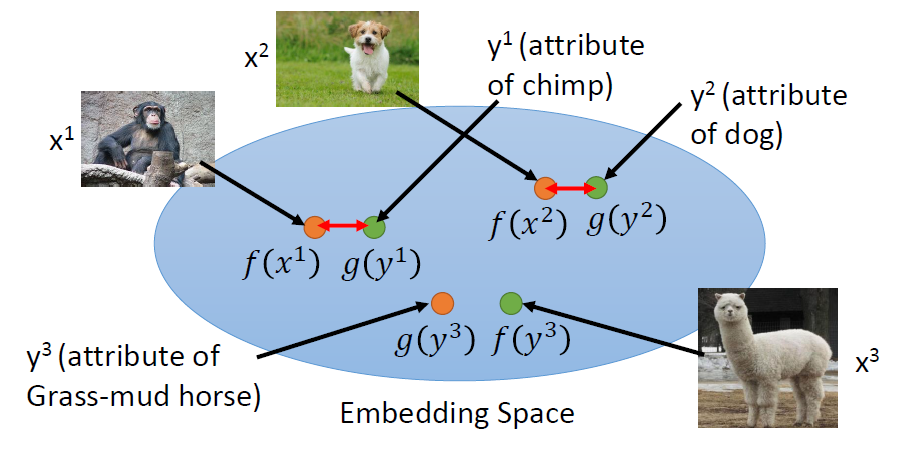 x²
y¹ (attribute
of chimp)
y² (attribute
of dog)
x¹
f(x¹) g(y¹)
f(x²) g(y²)
g(y³) f(y³)
y³ (attribute of
Grass-mud horse)
x³
Embedding Space